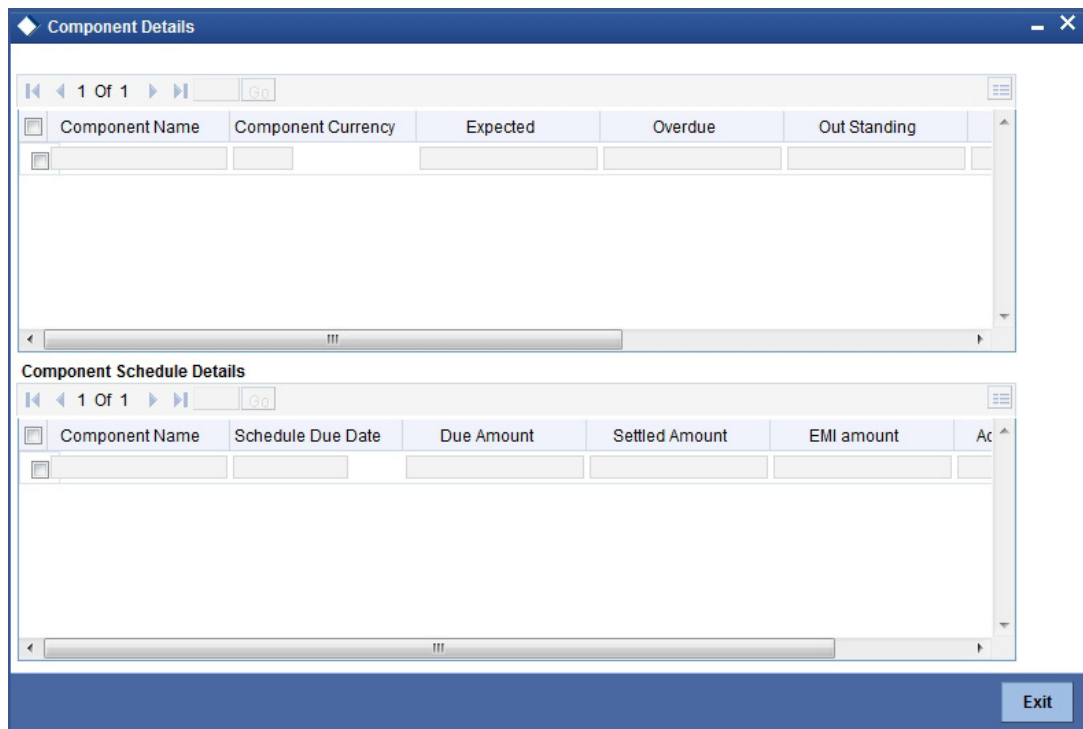 Component Details
1 Of 1 Go
Component Name Component Currency Expected Overdue Out Standing
Component Schedule Details
1 Of 1 Go
Component Name Schedule Due Date Due Amount Settled Amount EMI amount Ac
Exit